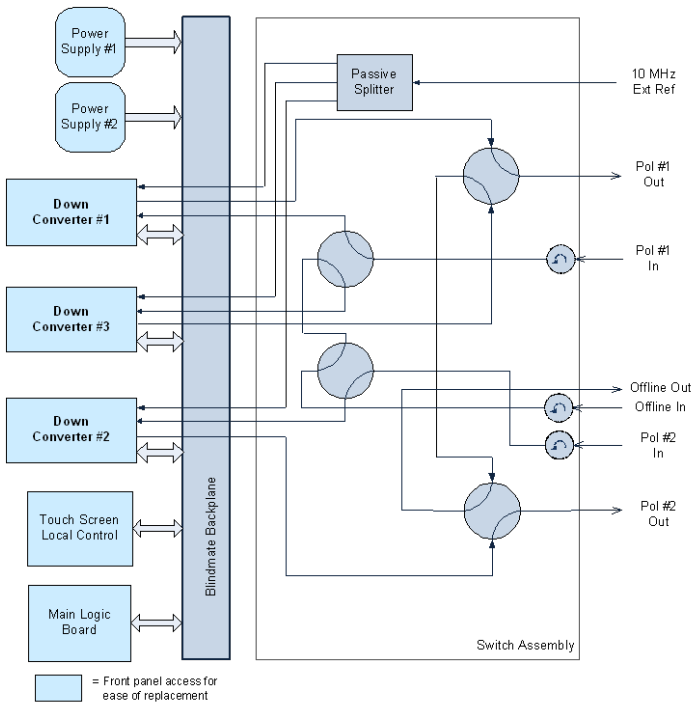 Power
Supply #1
Power
Supply #2
Down
Converter #1
Down
Converter #3
Down
Converter #2
Touch Screen
Local Control
Main Logic
Board
= Front panel access for
ease of replacement
Blindmate Backplane
Passive
Splitter
10 MHz
Ext Ref
Pol #1
Out
Pol #1
In
Offline Out
Offline In
Pol #2
In
Pol #2
Out
Switch Assembly